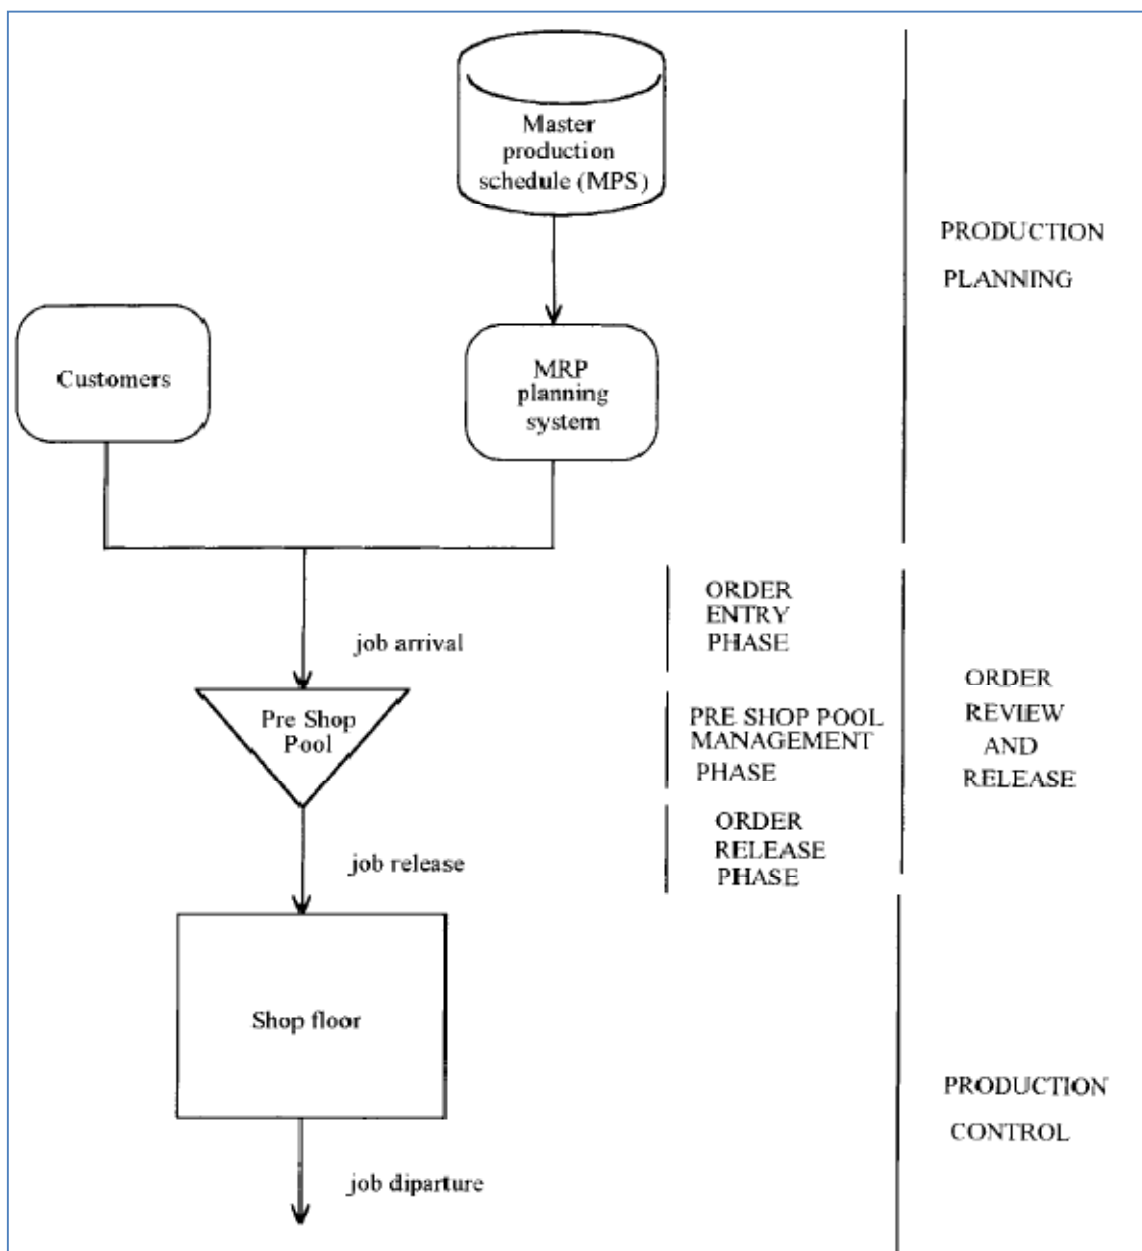 Master
production
schedule (MPS)
PRODUCTION
PLANNING
Customers
MRP
planning
system
ORDER
ENTRY
PHASE
job arrival
Pre Shop
Pool
PRE SHOP POOL
MANAGEMENT
PHASE
ORDER
REVIEW
AND
RELEASE
job release
ORDER
RELEASE
PHASE
Shop floor
PRODUCTION
CONTROL
job diparture